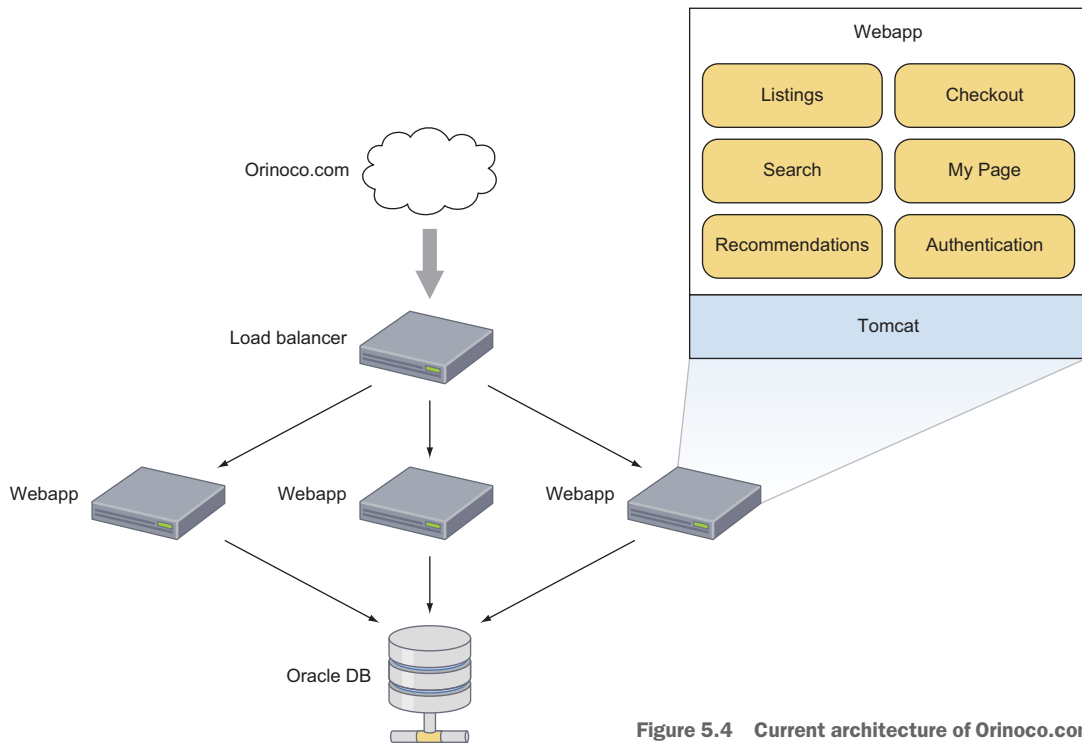 Webapp
Listings
Checkout
Search
My Page
Recommendations
Authentication
Tomcat
Orinoco.com
Load balancer
Webapp
Webapp
Webapp
Oracle DB
Figure 5.4 Current architecture of Orinoco.com